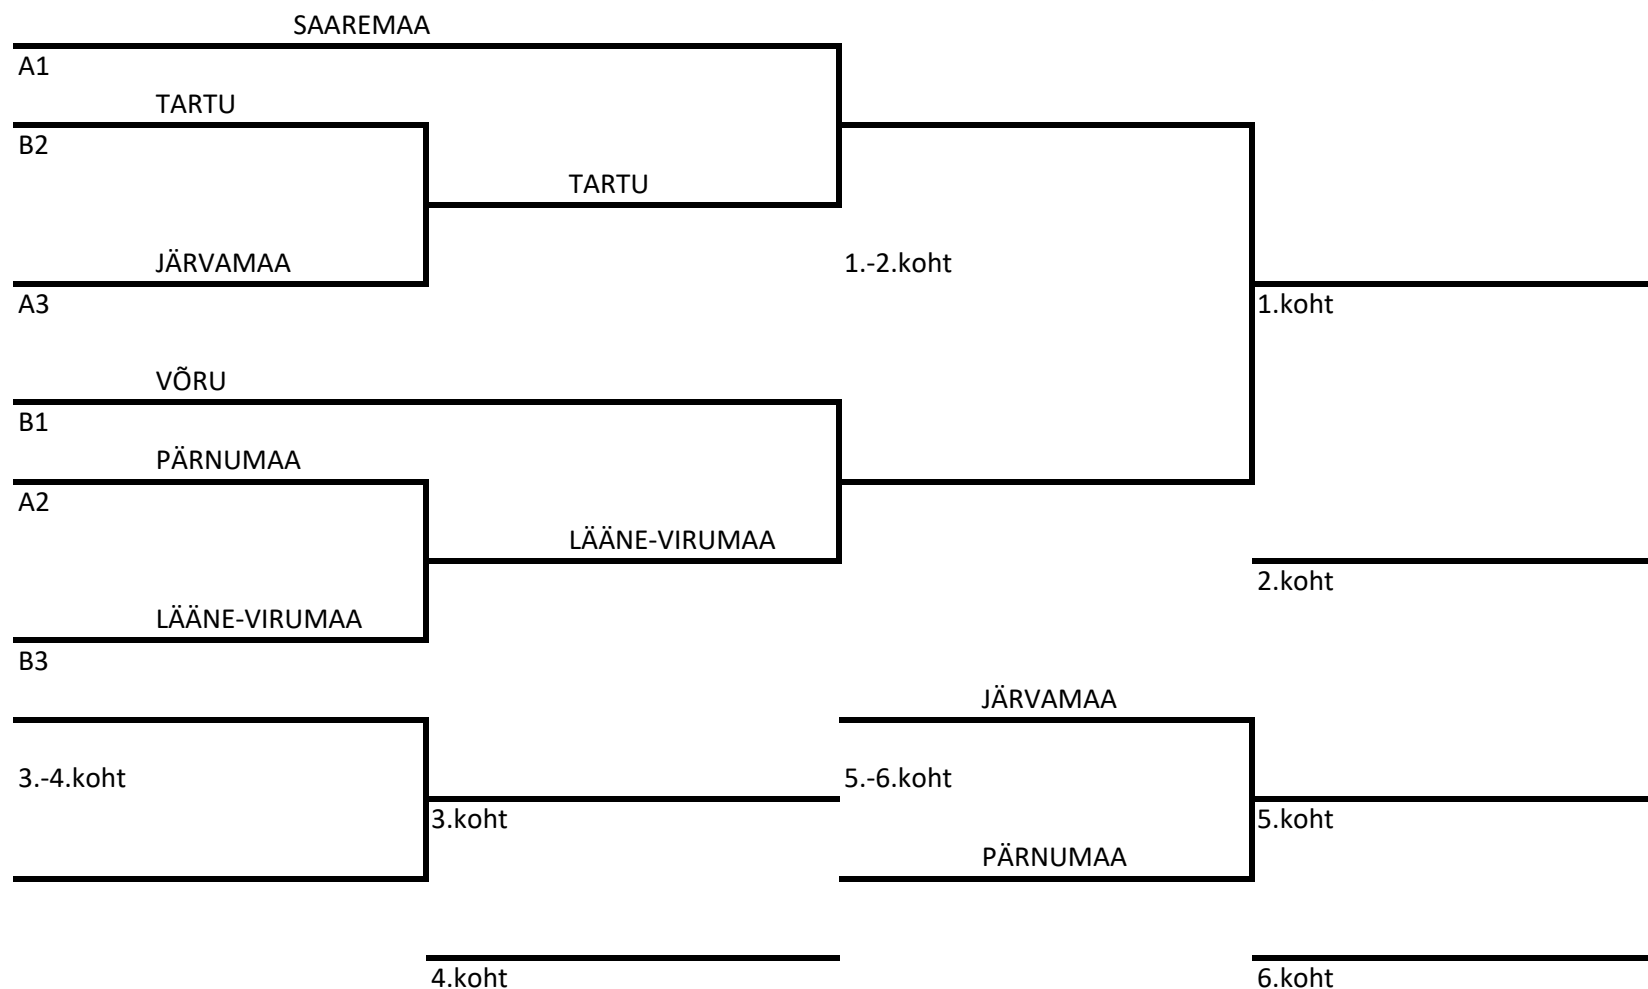 SAAREMAA
A1
TARTU
B2
TARTU
JÄRVAMAA
1.-2.koht
A3
1.koht
VÕRU
B1
PÄRNUMAA
A2
LÄÄNE-VIRUMAA
2.koht
LÄÄNE-VIRUMAA
B3
JÄRVAMAA
3.-4.koht
5.-6.koht
3.koht
5.koht
PÄRNUMAA
4.koht
6.koht